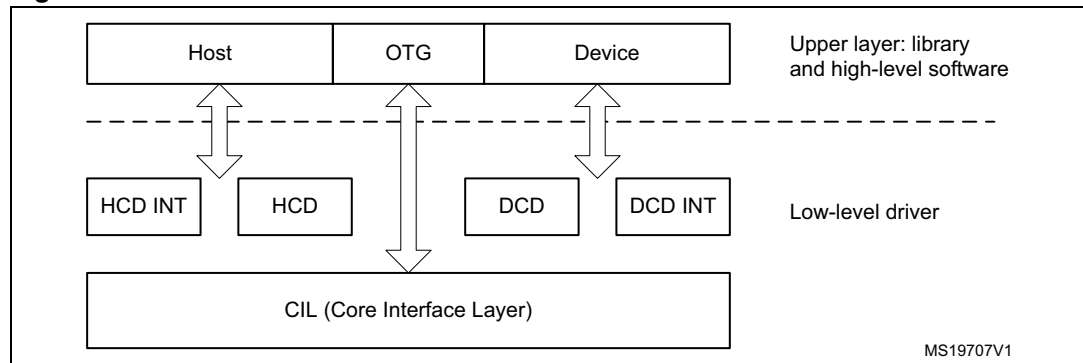 Host OTG Device
Upper layer: library
and high-level software
HCD INT HCD DCD DCD INT
Low-level driver
CIL (Core Interface Layer)
MS19707V1